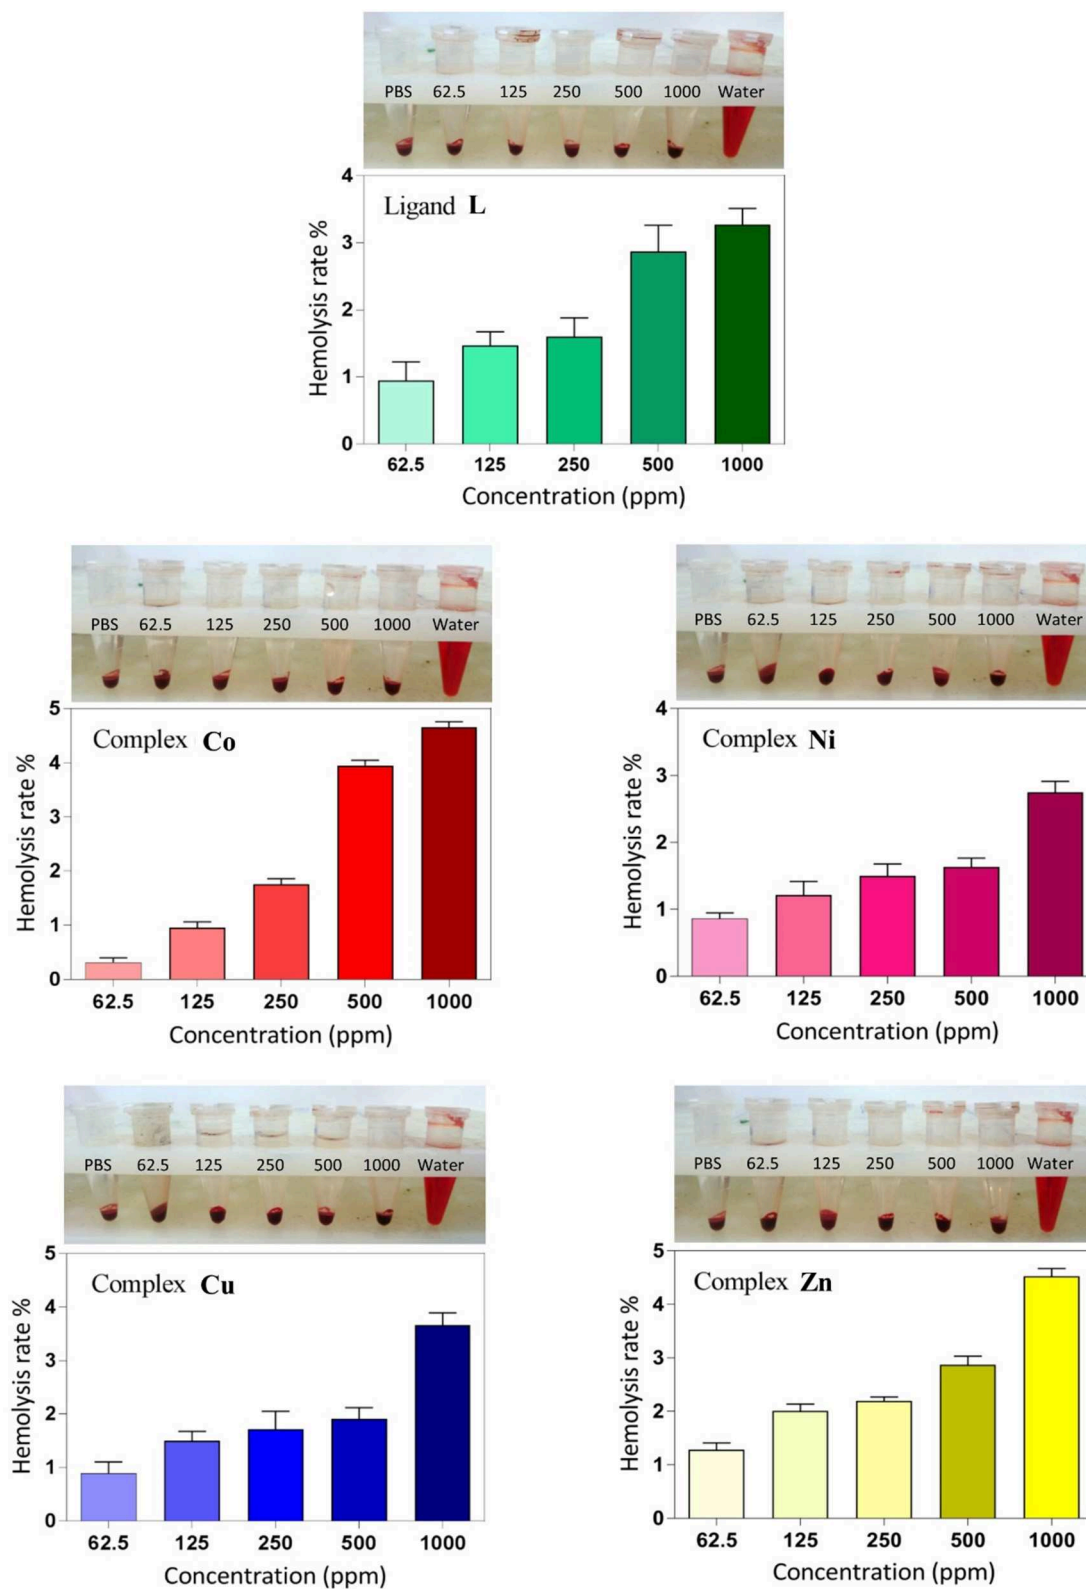 PBS 62.5 125 250 500 1000 Water
4
Ligand L
3
2
1
0
Hemolysis rate %
62.5 125 250 500 1000
Concentration (ppm)
PBS 62.5 125 250 500 1000 Water
5
Complex Co
4
3
2
1
0
Hemolysis rate %
62.5 125 250 500 1000
Concentration (ppm)
PBS 62.5 125 250 500 1000 Water
4
Complex Ni
3
2
1
0
Hemolysis rate %
62.5 125 250 500 1000
Concentration (ppm)
PBS 62.5 125 250 500 1000 Water
5
Complex Cu
4
3
2
1
0
Hemolysis rate %
62.5 125 250 500 1000
Concentration (ppm)
PBS 62.5 125 250 500 1000 Water
5
Complex Zn
4
3
2
1
0
Hemolysis rate %
62.5 125 250 500 1000
Concentration (ppm)